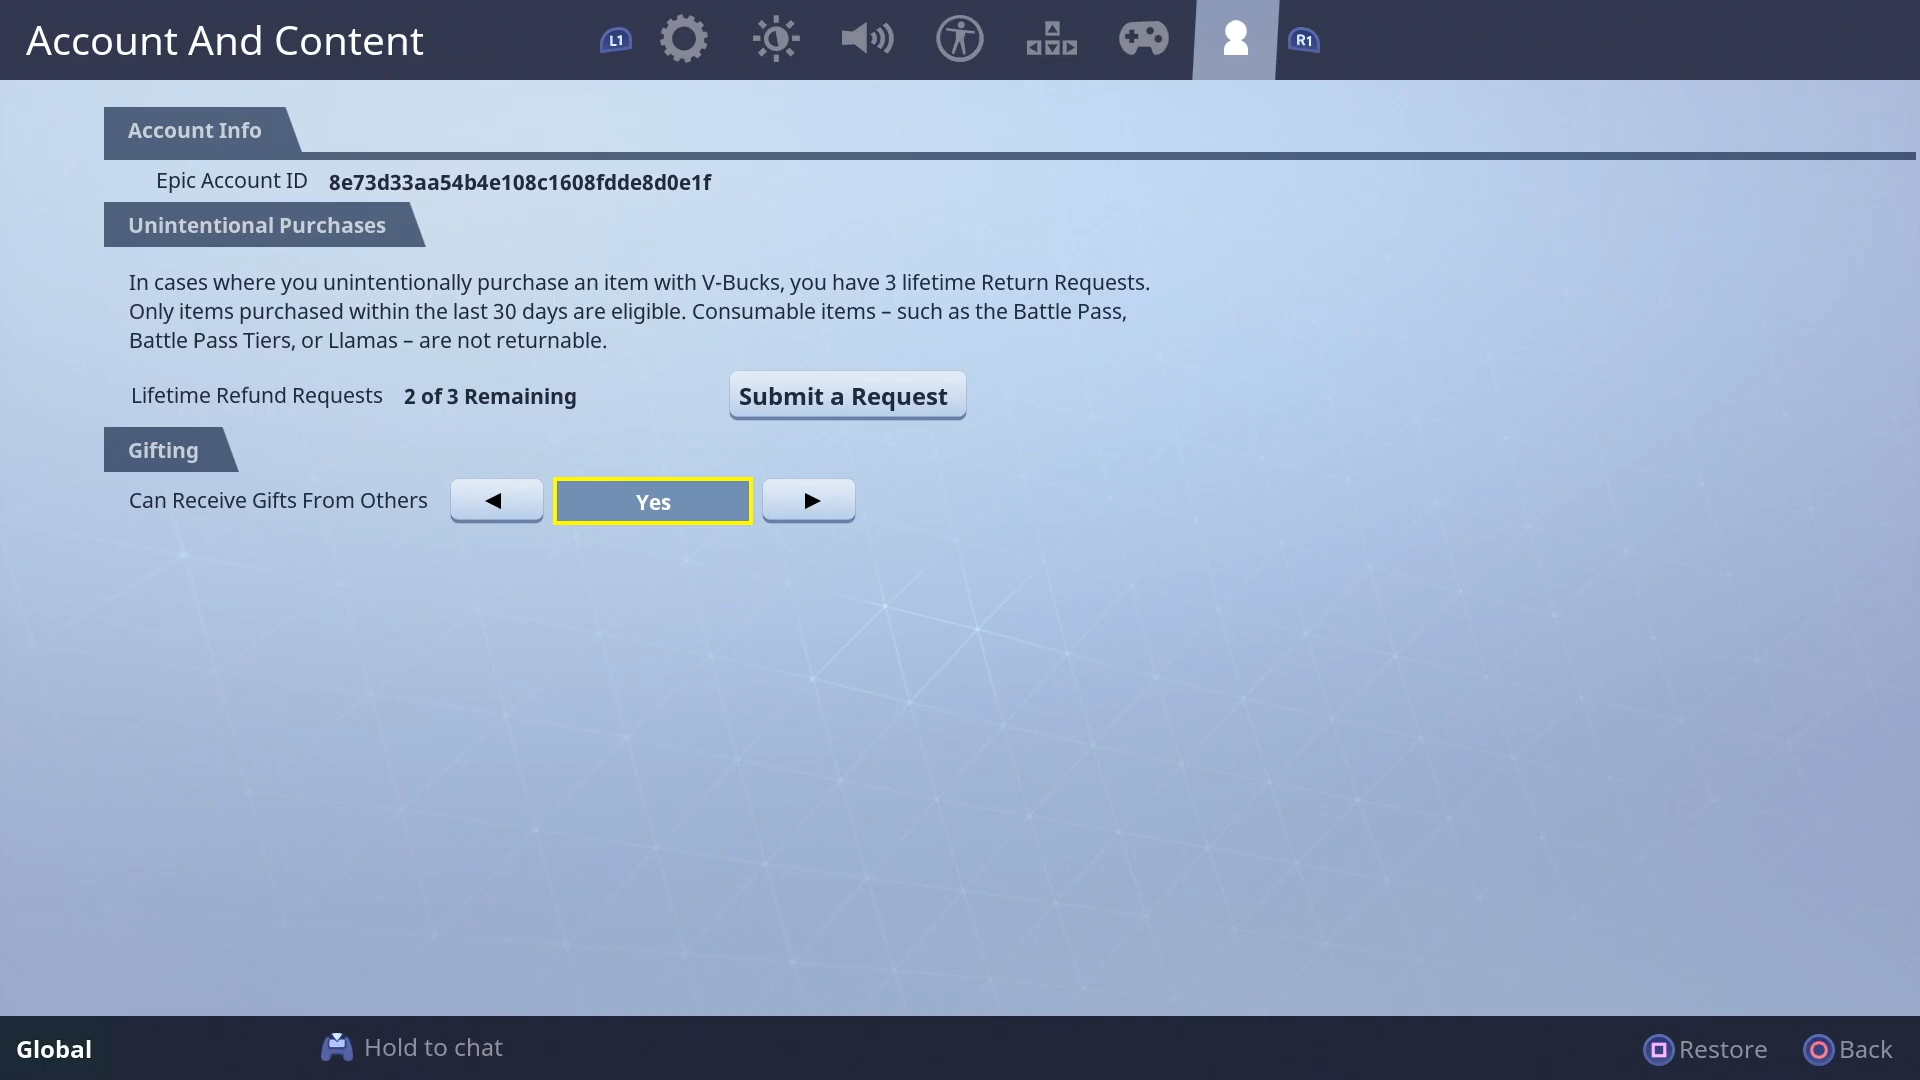 Account And Content
L1
R1
Account Info
Epic Account ID 8e73d33aa54b4e108c1608fdde8d0e1f
Unintentional Purchases
In cases where you unintentionally purchase an item with V-Bucks, you have 3 lifetime Return Requests.
Only items purchased within the last 30 days are eligible. Consumable items – such as the Battle Pass,
Battle Pass Tiers, or Llamas – are not returnable.
Lifetime Refund Requests 2 of 3 Remaining Submit a Request
Gifting
Can Receive Gifts From Others Yes
Global Hold to chat Restore Back